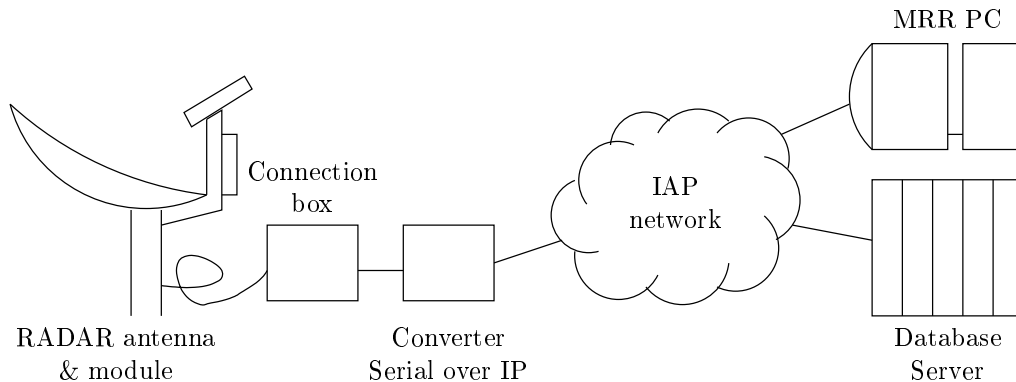 MRR PC
Connection
box
IAP
network
RADAR antenna
& module
Converter
Serial over IP
Database
Server